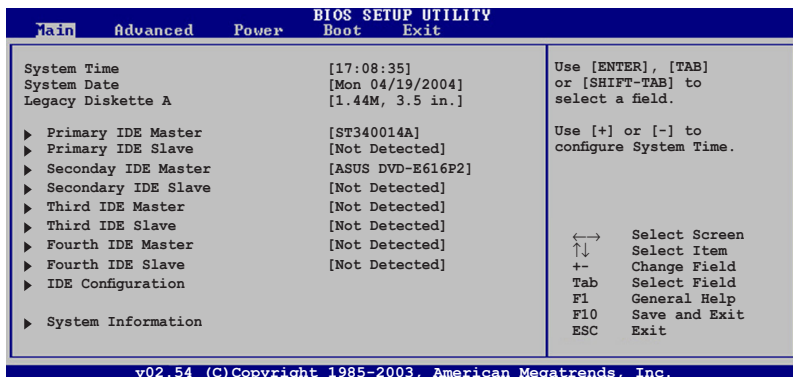 BIOS SETUP UTILITY
Main Advanced Power Boot Exit
System Time [17:08:35]
System Date [Mon 04/19/2004]
Legacy Diskette A [1.44M, 3.5 in.]
Primary IDE Master [ST340014A]
Primary IDE Slave [Not Detected]
Seconday IDE Master [ASUS DVD-E616P2]
Secondary IDE Slave [Not Detected]
Third IDE Master [Not Detected]
Third IDE Slave [Not Detected]
Fourth IDE Master [Not Detected]
Fourth IDE Slave [Not Detected]
IDE Configuration
System Information
Use [ENTER], [TAB]
or [SHIFT-TAB] to
select a field.
Use [+] or [-] to
configure System Time.
←→ Select Screen
↑↓ Select Item
+- Change Field
Tab Select Field
F1 General Help
F10 Save and Exit
ESC Exit
v02.54 (C)Copyright 1985-2003, American Megatrends, Inc.